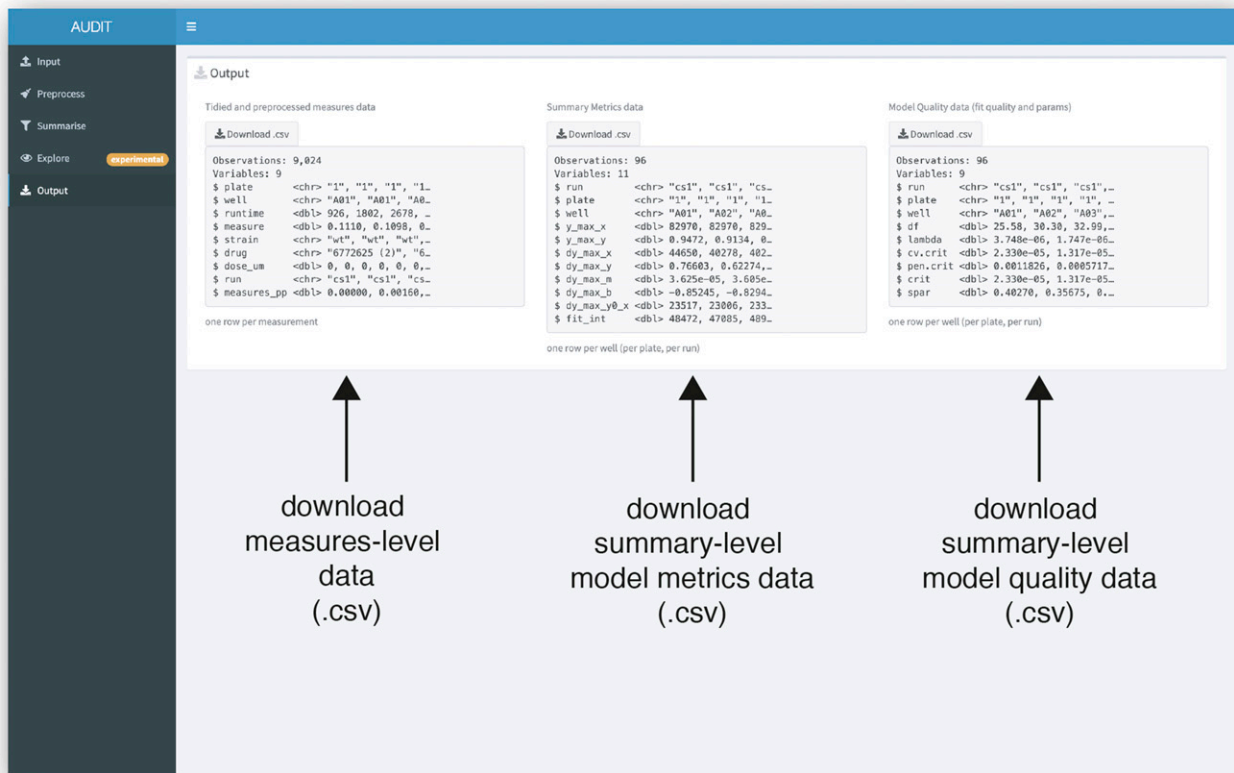 AUDIT
Input
Preprocess
Summarise
Explore experimental
Output
Output
Tidied and preprocessed measures data
Download .csv
Observations: 9,024
Variables: 9
$ plate <chr> "1", "1", "1", "1…
$ well <chr> "A01", "A01", "A0…
$ runtime <dbl> 926, 1802, 2678, …
$ measure <dbl> 0.1110, 0.1098, 0…
$ strain <chr> "wt", "wt", "wt",…
$ drug <chr> "6772625 (2)", "6…
$ dose_um <dbl> 0, 0, 0, 0, 0, 0,…
$ run <chr> "cs1", "cs1", "cs…
$ measures_pp <dbl> 0.00000, 0.00160,…
one row per measurement
Summary Metrics data
Download .csv
Observations: 96
Variables: 11
$ run <chr> "cs1", "cs1", "cs…
$ plate <chr> "1", "1", "1", "1…
$ well <chr> "A01", "A02", "A0…
$ y_max_x <dbl> 82970, 82970, 829…
$ y_max_y <dbl> 0.9472, 0.9134, 0…
$ dy_max_x <dbl> 44650, 40278, 402…
$ dy_max_y <dbl> 0.76603, 0.62274,…
$ dy_max_m <dbl> 3.625e-05, 3.605e…
$ dy_max_b <dbl> -0.85245, -0.8294…
$ dy_max_y0_x <dbl> 23517, 23006, 233…
$ fit_int <dbl> 48472, 47085, 489…
one row per well (per plate, per run)
Model Quality data (fit quality and params)
Download .csv
Observations: 96
Variables: 9
$ run <chr> "cs1", "cs1", "cs1",…
$ plate <chr> "1", "1", "1", "1", …
$ well <chr> "A01", "A02", "A03",…
$ df <dbl> 25.58, 30.30, 32.99,…
$ lambda <dbl> 3.748e-06, 1.747e-06…
$ cv.crit <dbl> 2.330e-05, 1.317e-05…
$ pen.crit <dbl> 0.0011826, 0.0005717…
$ crit <dbl> 2.330e-05, 1.317e-05…
$ spar <dbl> 0.40270, 0.35675, 0.…
one row per well (per plate, per run)
download
measures-level
data
(.csv)
download
summary-level
model metrics data
(.csv)
download
summary-level
model quality data
(.csv)